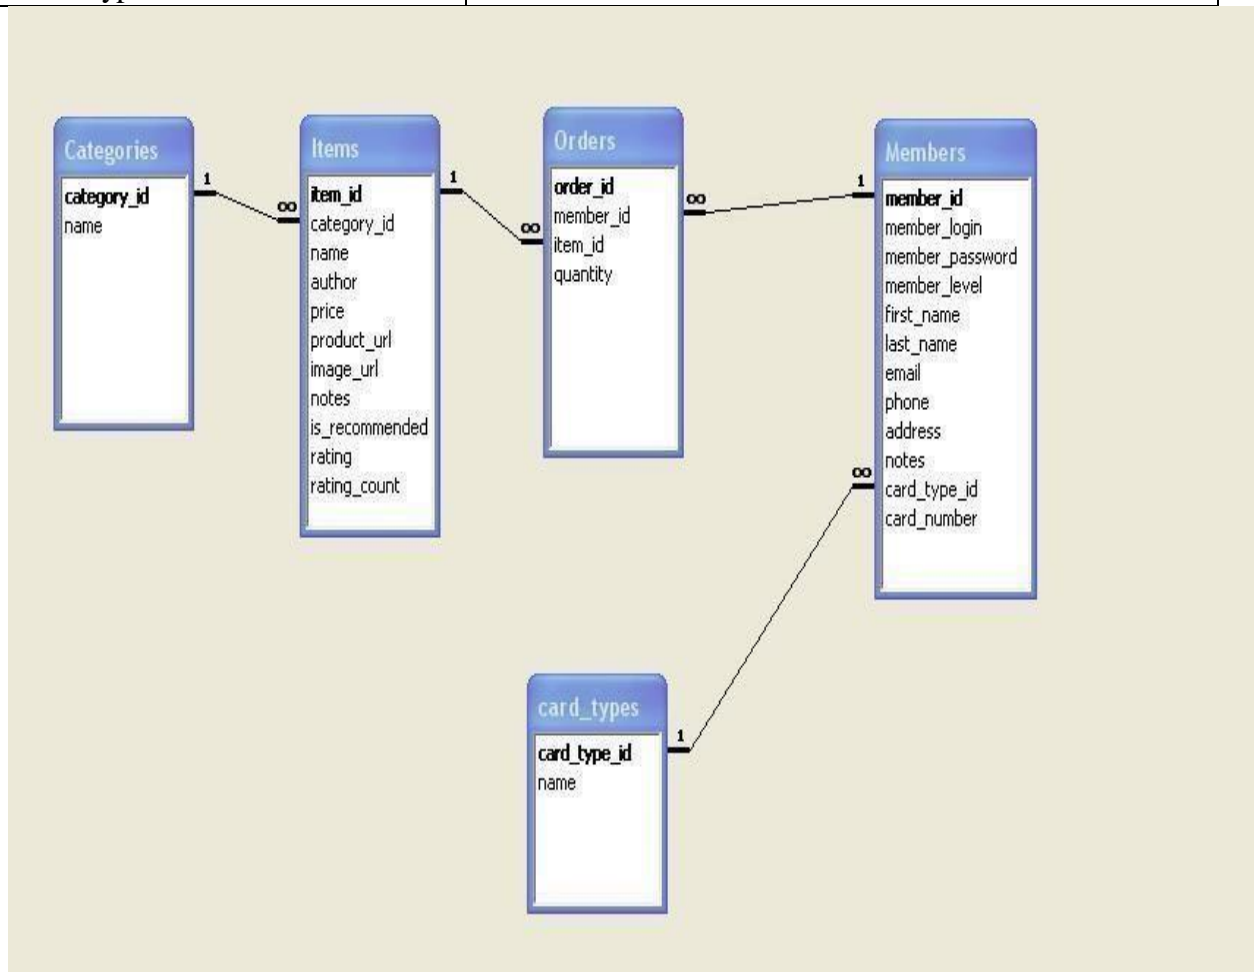 Categories
category_id
name
1
∞
Items
item_id
category_id
name
author
price
product_url
image_url
notes
is_recommended
rating
rating_count
1
∞
Orders
order_id
member_id
item_id
quantity
∞
1
Members
member_id
member_login
member_password
member_level
first_name
last_name
email
phone
address
notes
card_type_id
card_number
∞
1
card_types
card_type_id
name